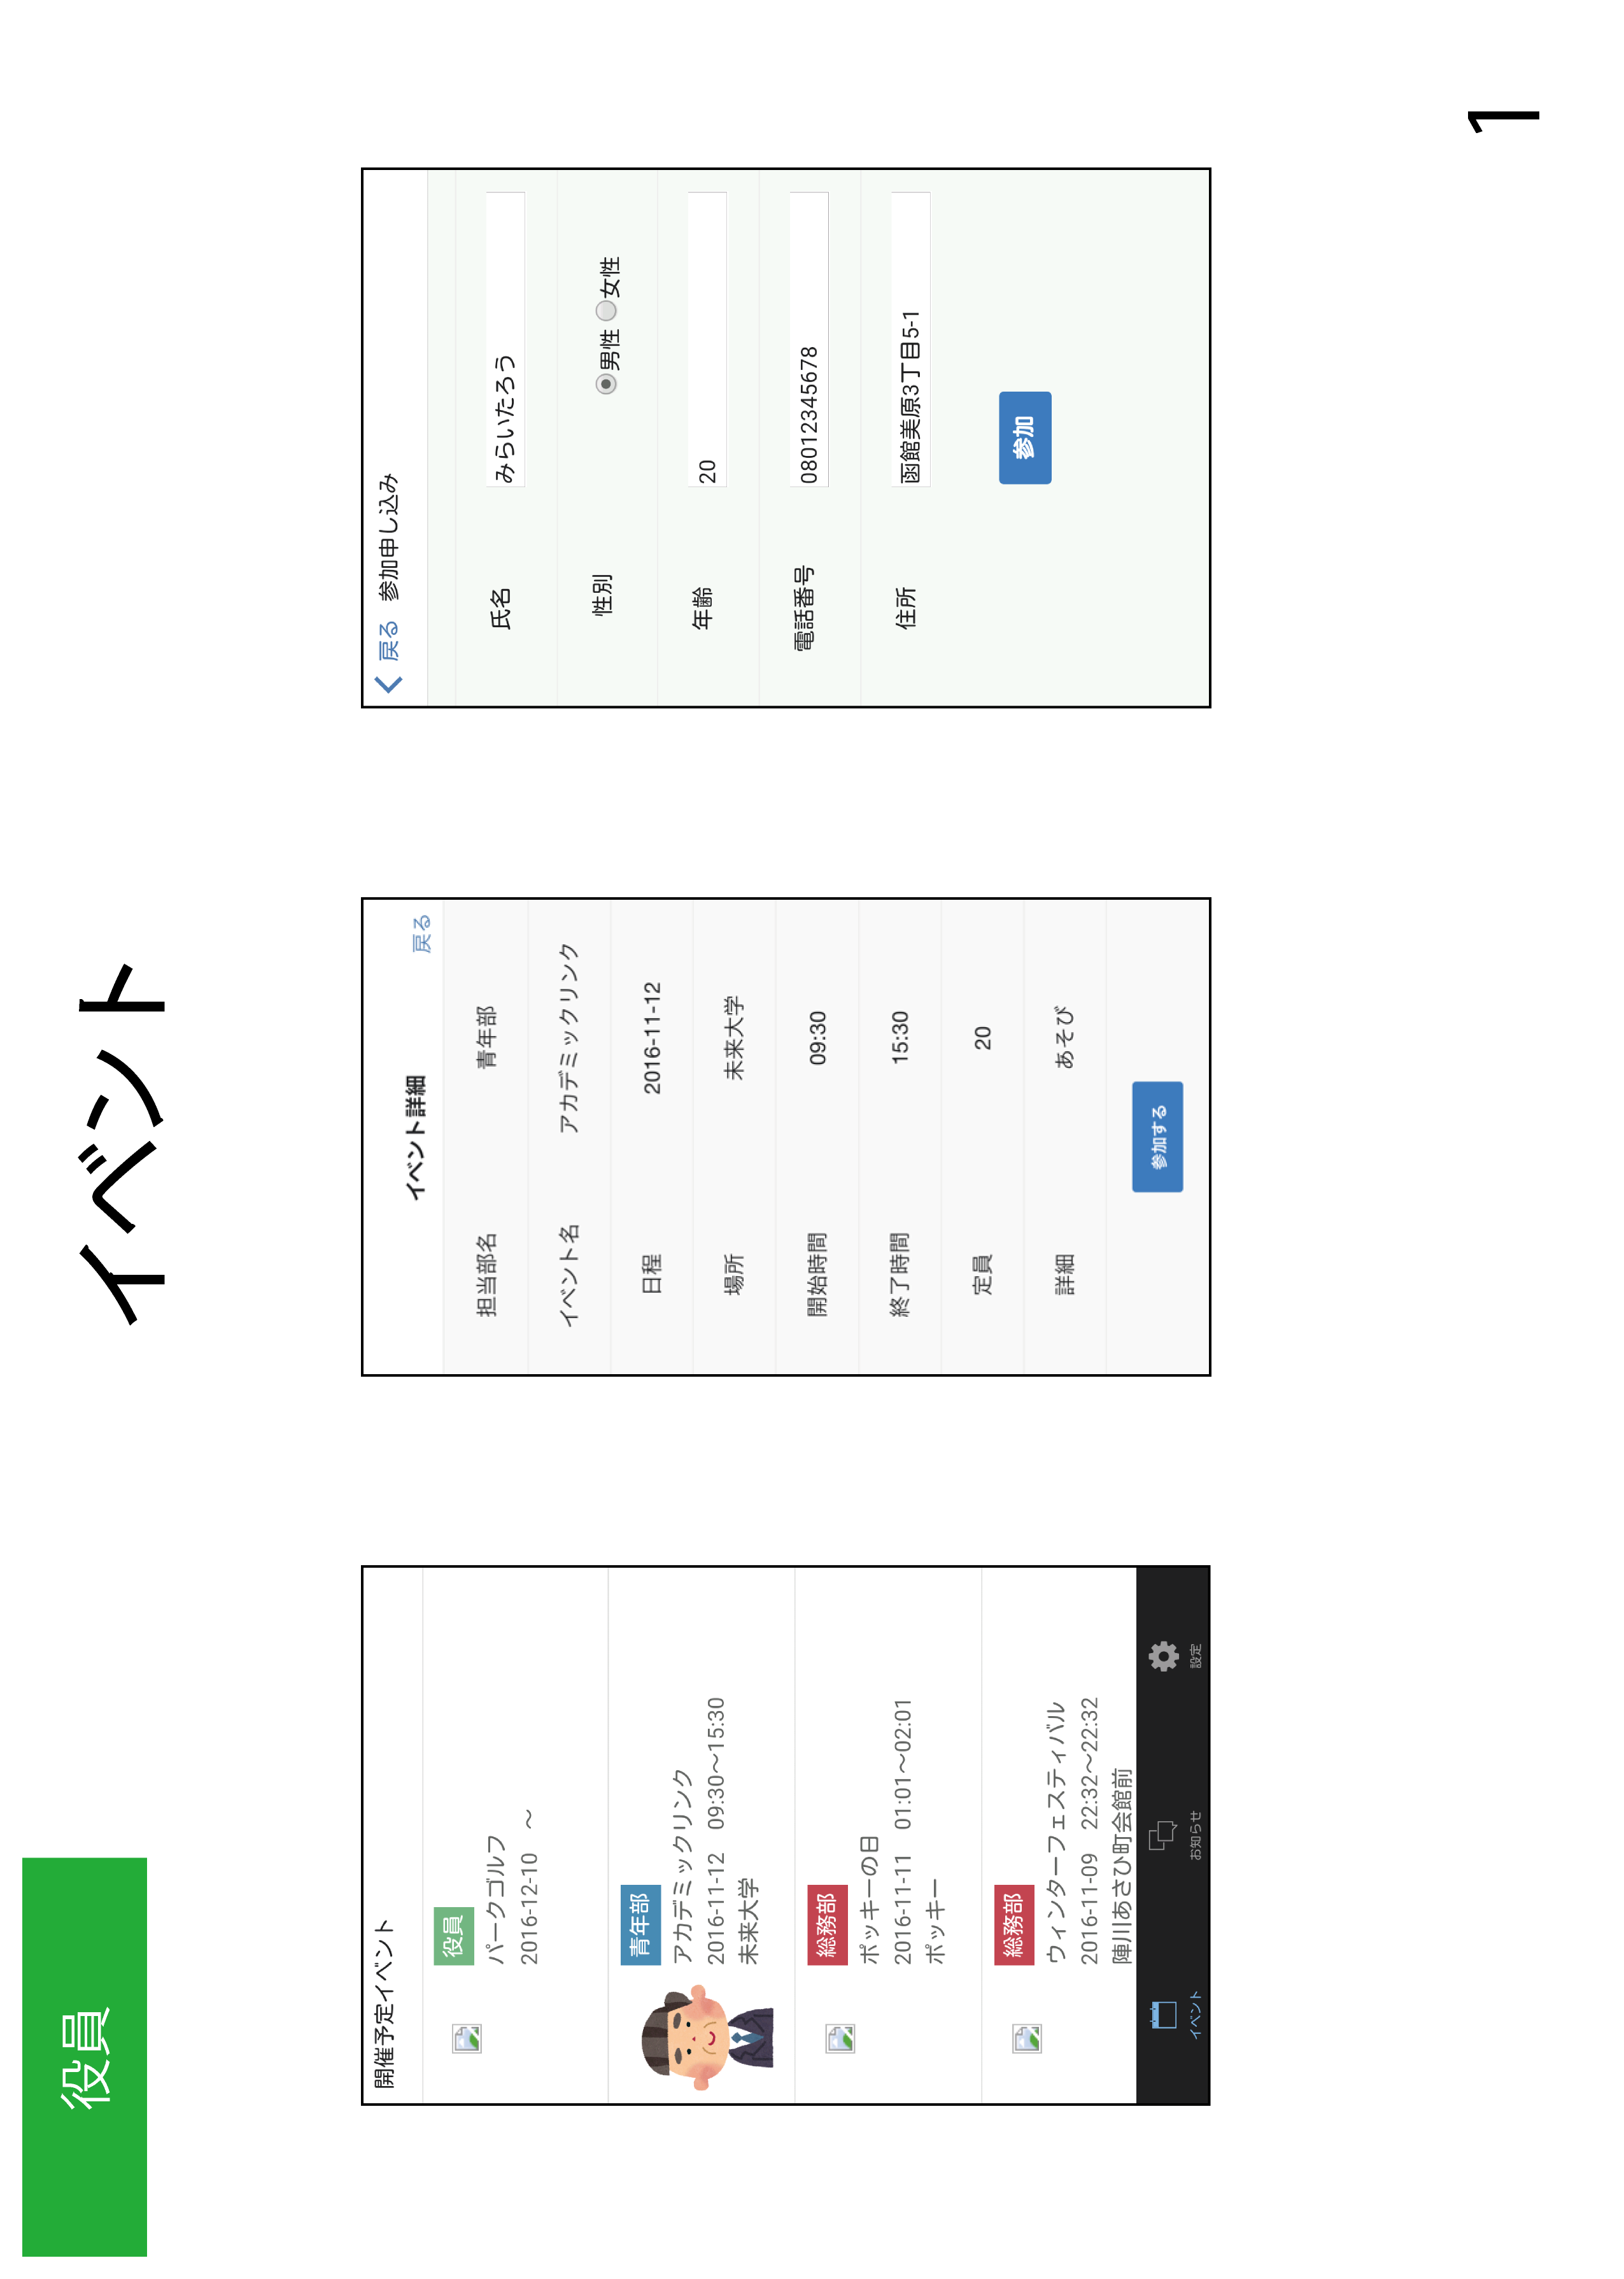 役員
イベント
開催予定イベント
役員
パークゴルフ
2016-12-10 ～
青年部
アカデミックリンク
2016-11-12 09:30～15:30
未来大学
総務部
ポッキーの日
2016-11-11 01:01～02:01
ポッキー
総務部
ウィンターフェスティバル
2016-11-09 22:32～22:32
陣川あさひ町会館前
イベント お知らせ 設定
イベント詳細 戻る
担当部名 青年部
イベント名 アカデミックリンク
日程 2016-11-12
場所 未来大学
開始時間 09:30
終了時間 15:30
定員 20
詳細 あそび
参加する
戻る 参加申し込み
氏名 みらいたろう
性別 男性 女性
年齢 20
電話番号 08012345678
住所 函館美原3丁目5-1
参加
1